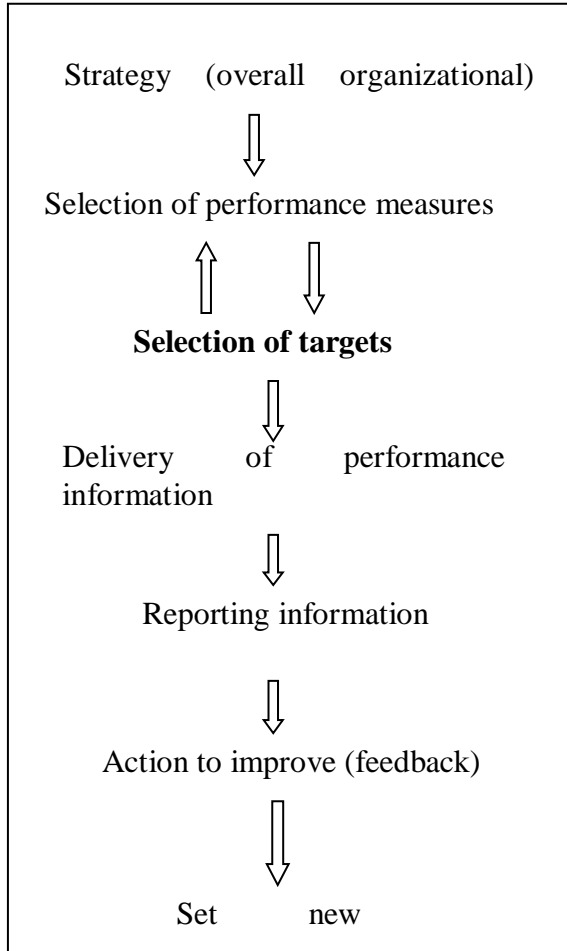 Strategy (overall organizational)
Selection of performance measures
Selection of targets
Delivery of performance
information
Reporting information
Action to improve (feedback)
Set new